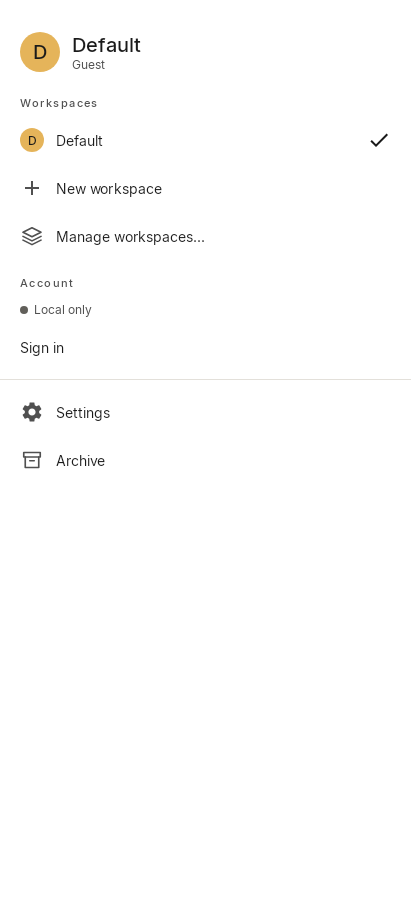 D
Default
Guest
Workspaces
D
Default
New workspace
Manage workspaces...
Account
Local only
Sign in
Settings
Archive